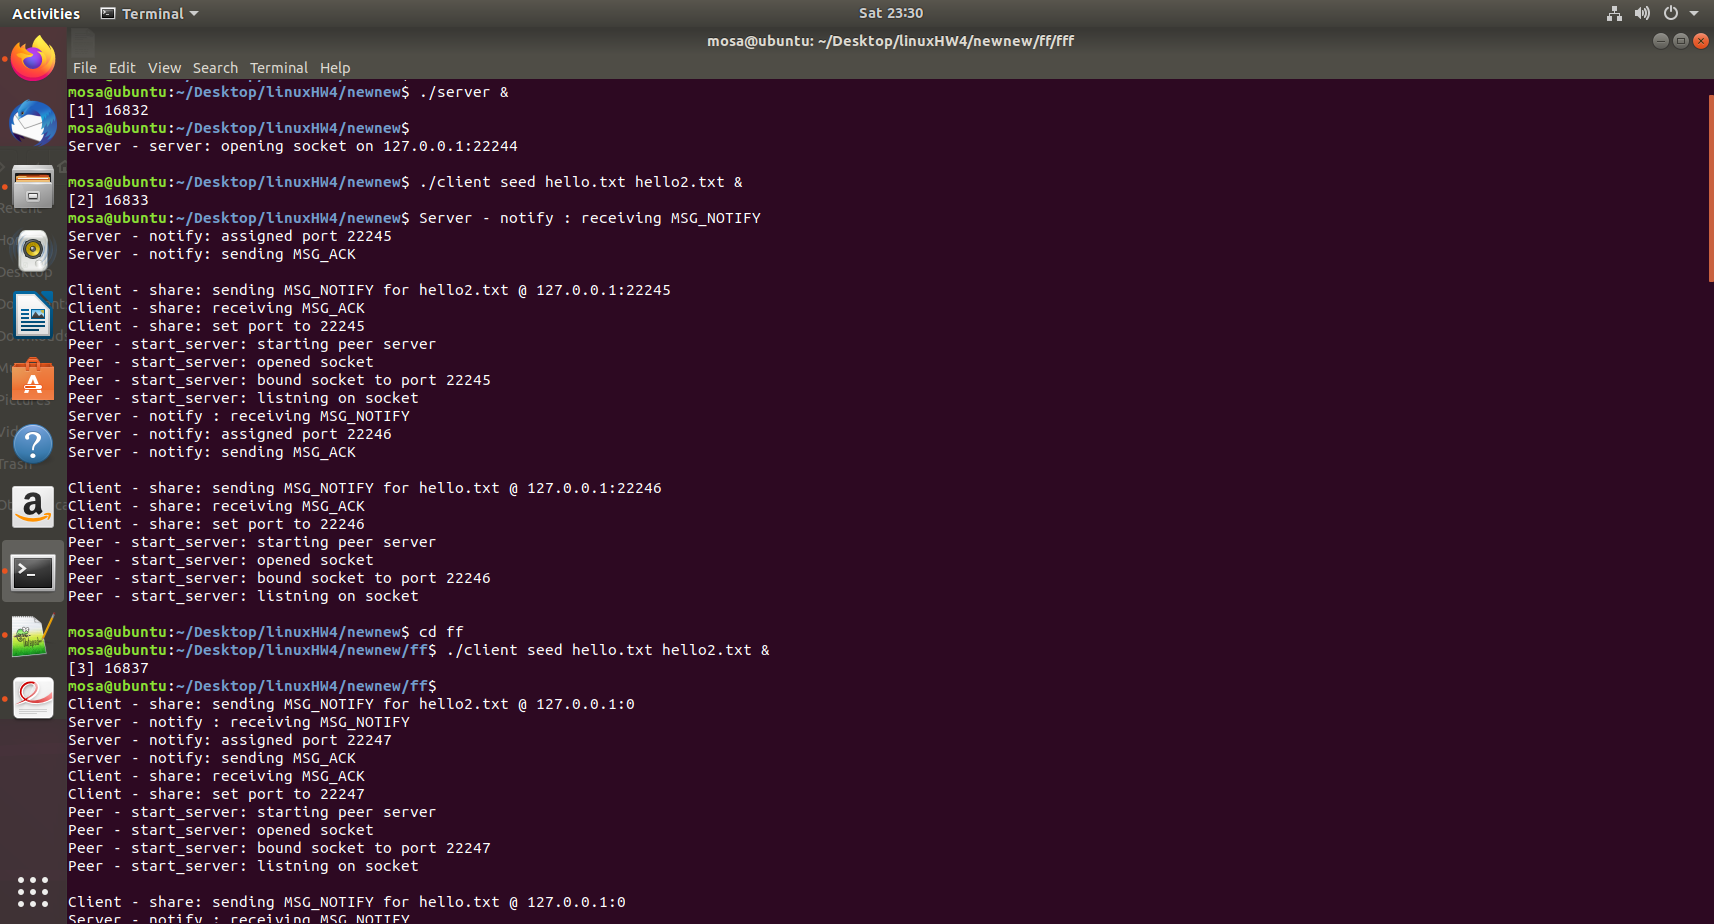 Activities Terminal Sat 23:30
mosa@ubuntu: ~/Desktop/linuxHW4/newnew/ff/fff
File Edit View Search Terminal Help
mosa@ubuntu:~/Desktop/linuxHW4/newnew$ ./server &
[1] 16832
mosa@ubuntu:~/Desktop/linuxHW4/newnew$
Server - server: opening socket on 127.0.0.1:22244
mosa@ubuntu:~/Desktop/linuxHW4/newnew$ ./client seed hello.txt hello2.txt &
[2] 16833
mosa@ubuntu:~/Desktop/linuxHW4/newnew$ Server - notify : receiving MSG_NOTIFY
Server - notify: assigned port 22245
Server - notify: sending MSG_ACK
Client - share: sending MSG_NOTIFY for hello2.txt @ 127.0.0.1:22245
Client - share: receiving MSG_ACK
Client - share: set port to 22245
Peer - start_server: starting peer server
Peer - start_server: opened socket
Peer - start_server: bound socket to port 22245
Peer - start_server: listning on socket
Server - notify : receiving MSG_NOTIFY
Server - notify: assigned port 22246
Server - notify: sending MSG_ACK
Client - share: sending MSG_NOTIFY for hello.txt @ 127.0.0.1:22246
Client - share: receiving MSG_ACK
Client - share: set port to 22246
Peer - start_server: starting peer server
Peer - start_server: opened socket
Peer - start_server: bound socket to port 22246
Peer - start_server: listning on socket
mosa@ubuntu:~/Desktop/linuxHW4/newnew$ cd ff
mosa@ubuntu:~/Desktop/linuxHW4/newnew/ff$ ./client seed hello.txt hello2.txt &
[3] 16837
mosa@ubuntu:~/Desktop/linuxHW4/newnew/ff$
Client - share: sending MSG_NOTIFY for hello2.txt @ 127.0.0.1:0
Server - notify : receiving MSG_NOTIFY
Server - notify: assigned port 22247
Server - notify: sending MSG_ACK
Client - share: receiving MSG_ACK
Client - share: set port to 22247
Peer - start_server: starting peer server
Peer - start_server: opened socket
Peer - start_server: bound socket to port 22247
Peer - start_server: listning on socket
Client - share: sending MSG_NOTIFY for hello.txt @ 127.0.0.1:0
Server - notify : receiving MSG_NOTIFY